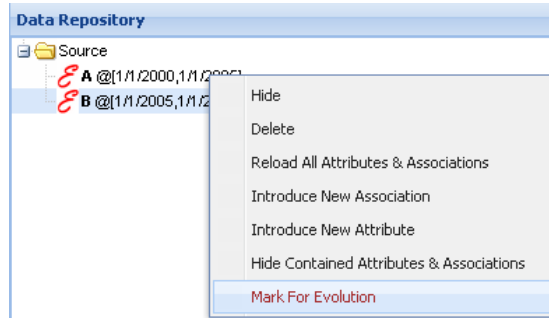 Data Repository
Source
A @[1/1/2000,1/1/2005]
B @[1/1/2005,1/1/2
Hide
Delete
Reload All Attributes & Associations
Introduce New Association
Introduce New Attribute
Hide Contained Attributes & Associations
Mark For Evolution